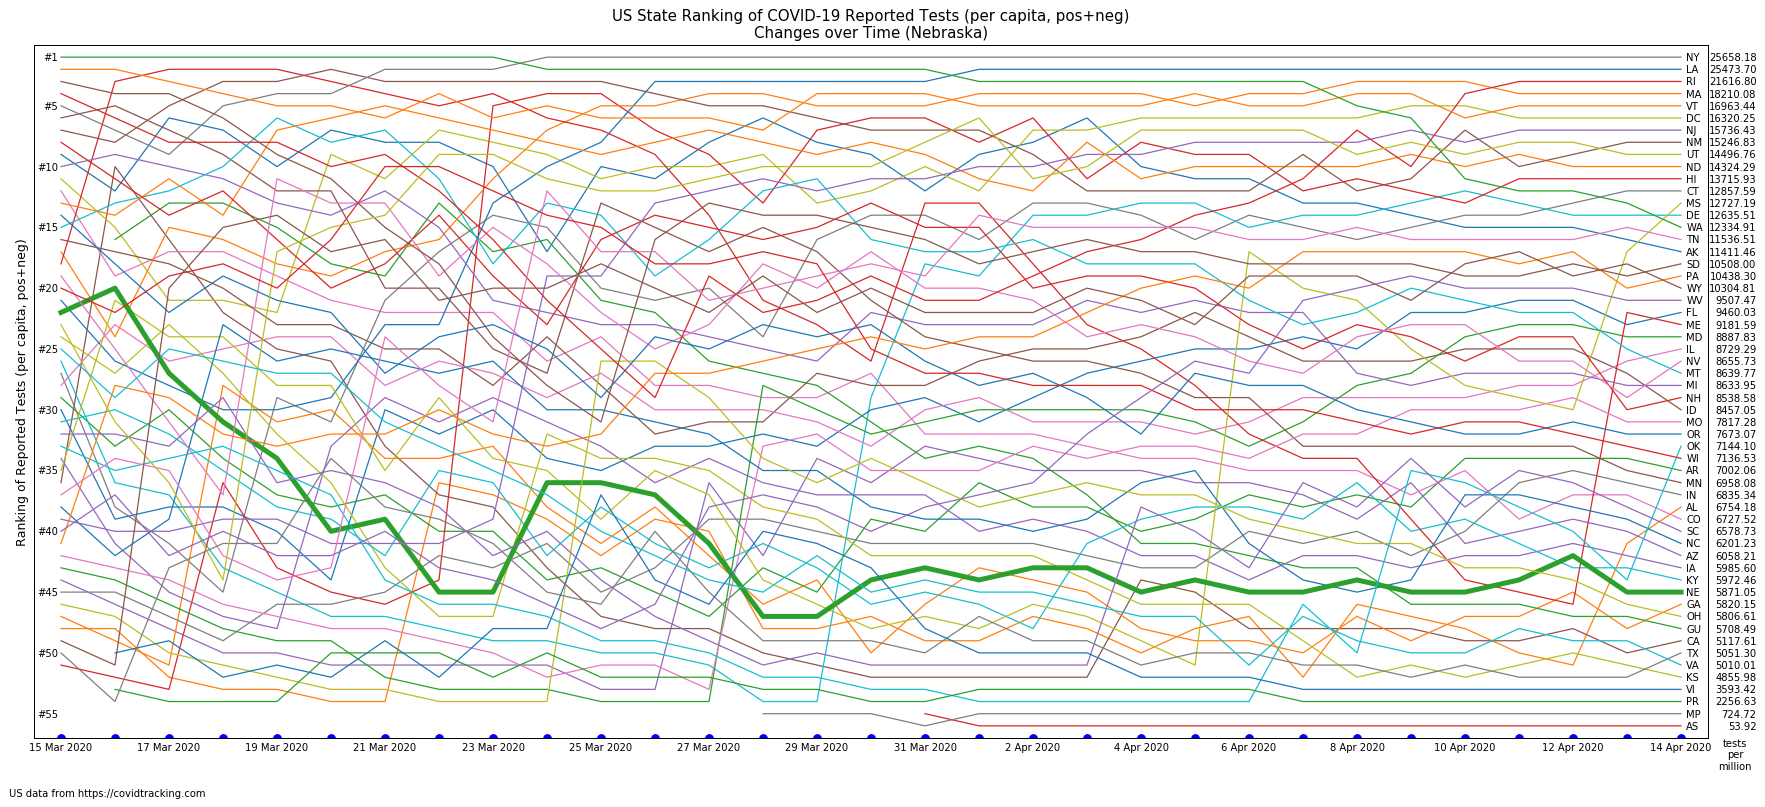 US State Ranking of COVID-19 Reported Tests (per capita, pos+neg)
Changes over Time (Nebraska)
Ranking of Reported Tests (per capita, pos+neg)
#1
#5
#10
#15
#20
#25
#30
#35
#40
#45
#50
#55
NY 25658.18
LA 25473.70
RI 21616.80
MA 18210.08
VT 16963.44
DC 16320.25
NJ 15736.43
NM 15246.83
UT 14496.76
ND 14324.29
HI 13715.93
CT 12857.59
MS 12727.19
DE 12635.51
WA 12334.91
TN 11536.51
AK 11411.46
SD 10508.00
PA 10438.30
WY 10304.81
WV 9507.47
FL 9460.03
ME 9181.59
MD 8887.83
IL 8729.29
NV 8655.73
MT 8639.77
MI 8633.95
NH 8538.58
ID 8457.05
MO 7817.28
OR 7673.07
OK 7144.10
WI 7136.53
AR 7002.06
MN 6958.08
IN 6835.34
AL 6754.18
CO 6727.52
SC 6578.73
NC 6201.23
AZ 6058.21
IA 5985.60
KY 5972.46
NE 5871.05
GA 5820.15
OH 5806.61
GU 5708.49
CA 5117.61
TX 5051.30
VA 5010.01
KS 4855.98
VI 3593.42
PR 2256.63
MP 724.72
AS 53.92
15 Mar 2020 17 Mar 2020 19 Mar 2020 21 Mar 2020 23 Mar 2020 25 Mar 2020 27 Mar 2020 29 Mar 2020 31 Mar 2020 2 Apr 2020 4 Apr 2020 6 Apr 2020 8 Apr 2020 10 Apr 2020 12 Apr 2020 14 Apr 2020
tests
per
million
US data from https://covidtracking.com